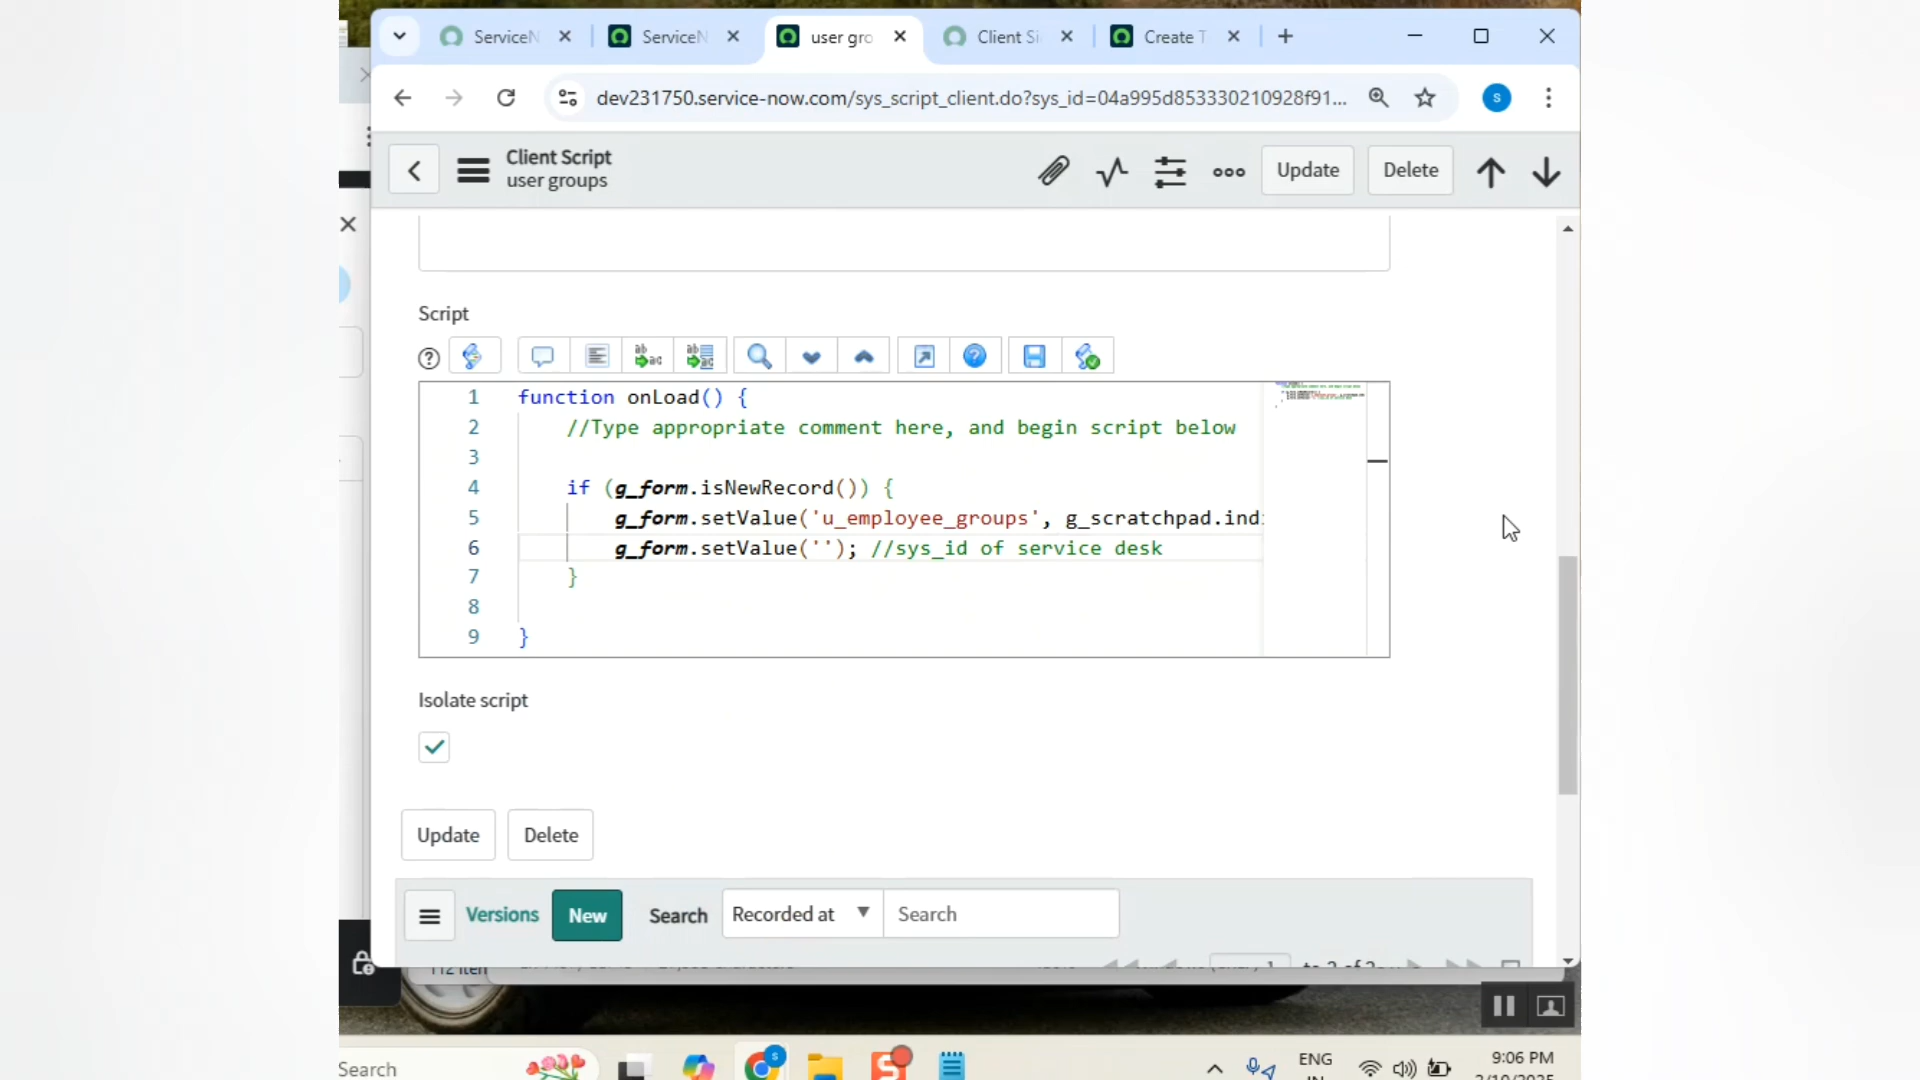 ServiceN
ServiceN
user gro
Client Si
Create T
dev231750.service-now.com/sys_script_client.do?sys_id=04a995d853330210928f91...
S
Client Script
user groups
Update
Delete
Script
1 function onLoad() {
2 //Type appropriate comment here, and begin script below
3
4 if (g_form.isNewRecord()) {
5 g_form.setValue('u_employee_groups', g_scratchpad.ind
6 g_form.setValue(''); //sys_id of service desk
7 }
8
9 }
Isolate script
Update
Delete
Versions
New
Search
Recorded at
Search
Search
ENG
9:06 PM